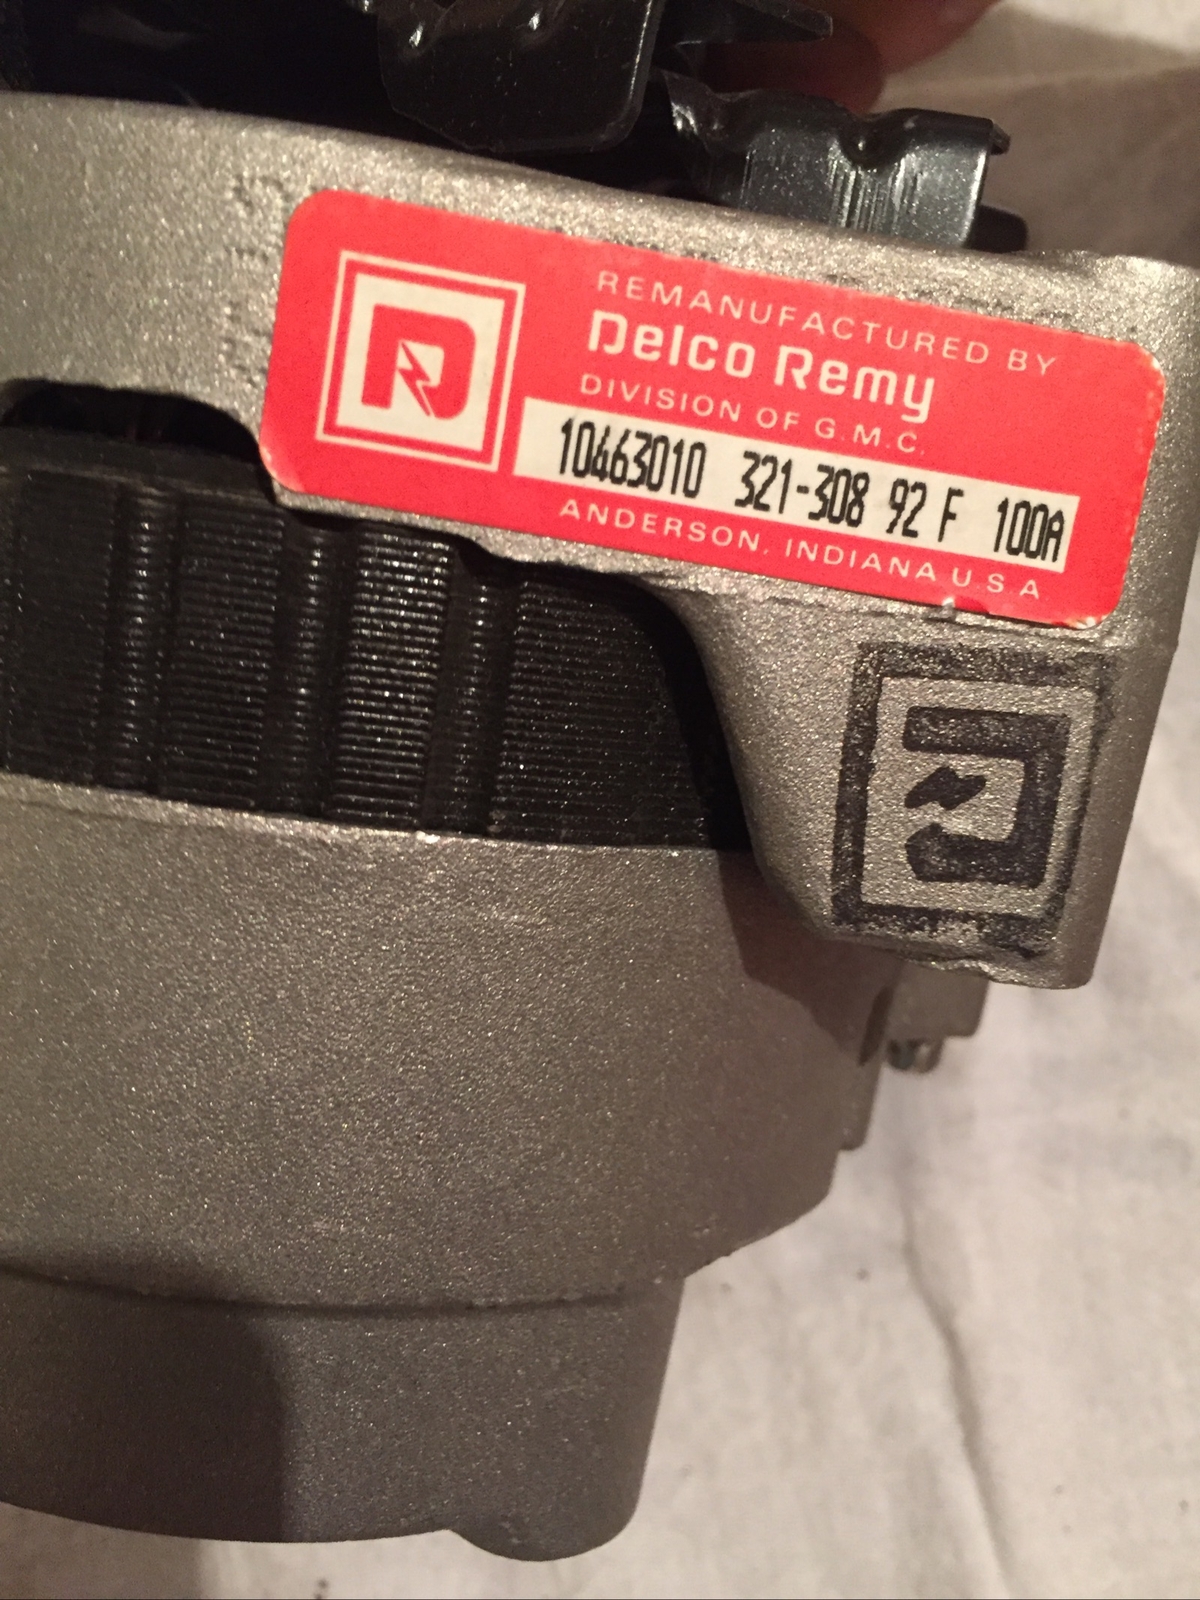 REMANUFACTURED BY
Delco Remy
DIVISION OF G.M.C.
10463010 321-308 92 F 100A
ANDERSON, INDIANA U.S.A